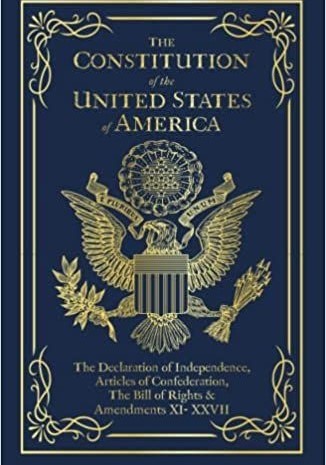 THE
CONSTITUTION
of the
UNITED STATES
of AMERICA
E PLURIBUS UNUM
The Declaration of Independence,
Articles of Confederation,
The Bill of Rights &
Amendments XI- XXVII